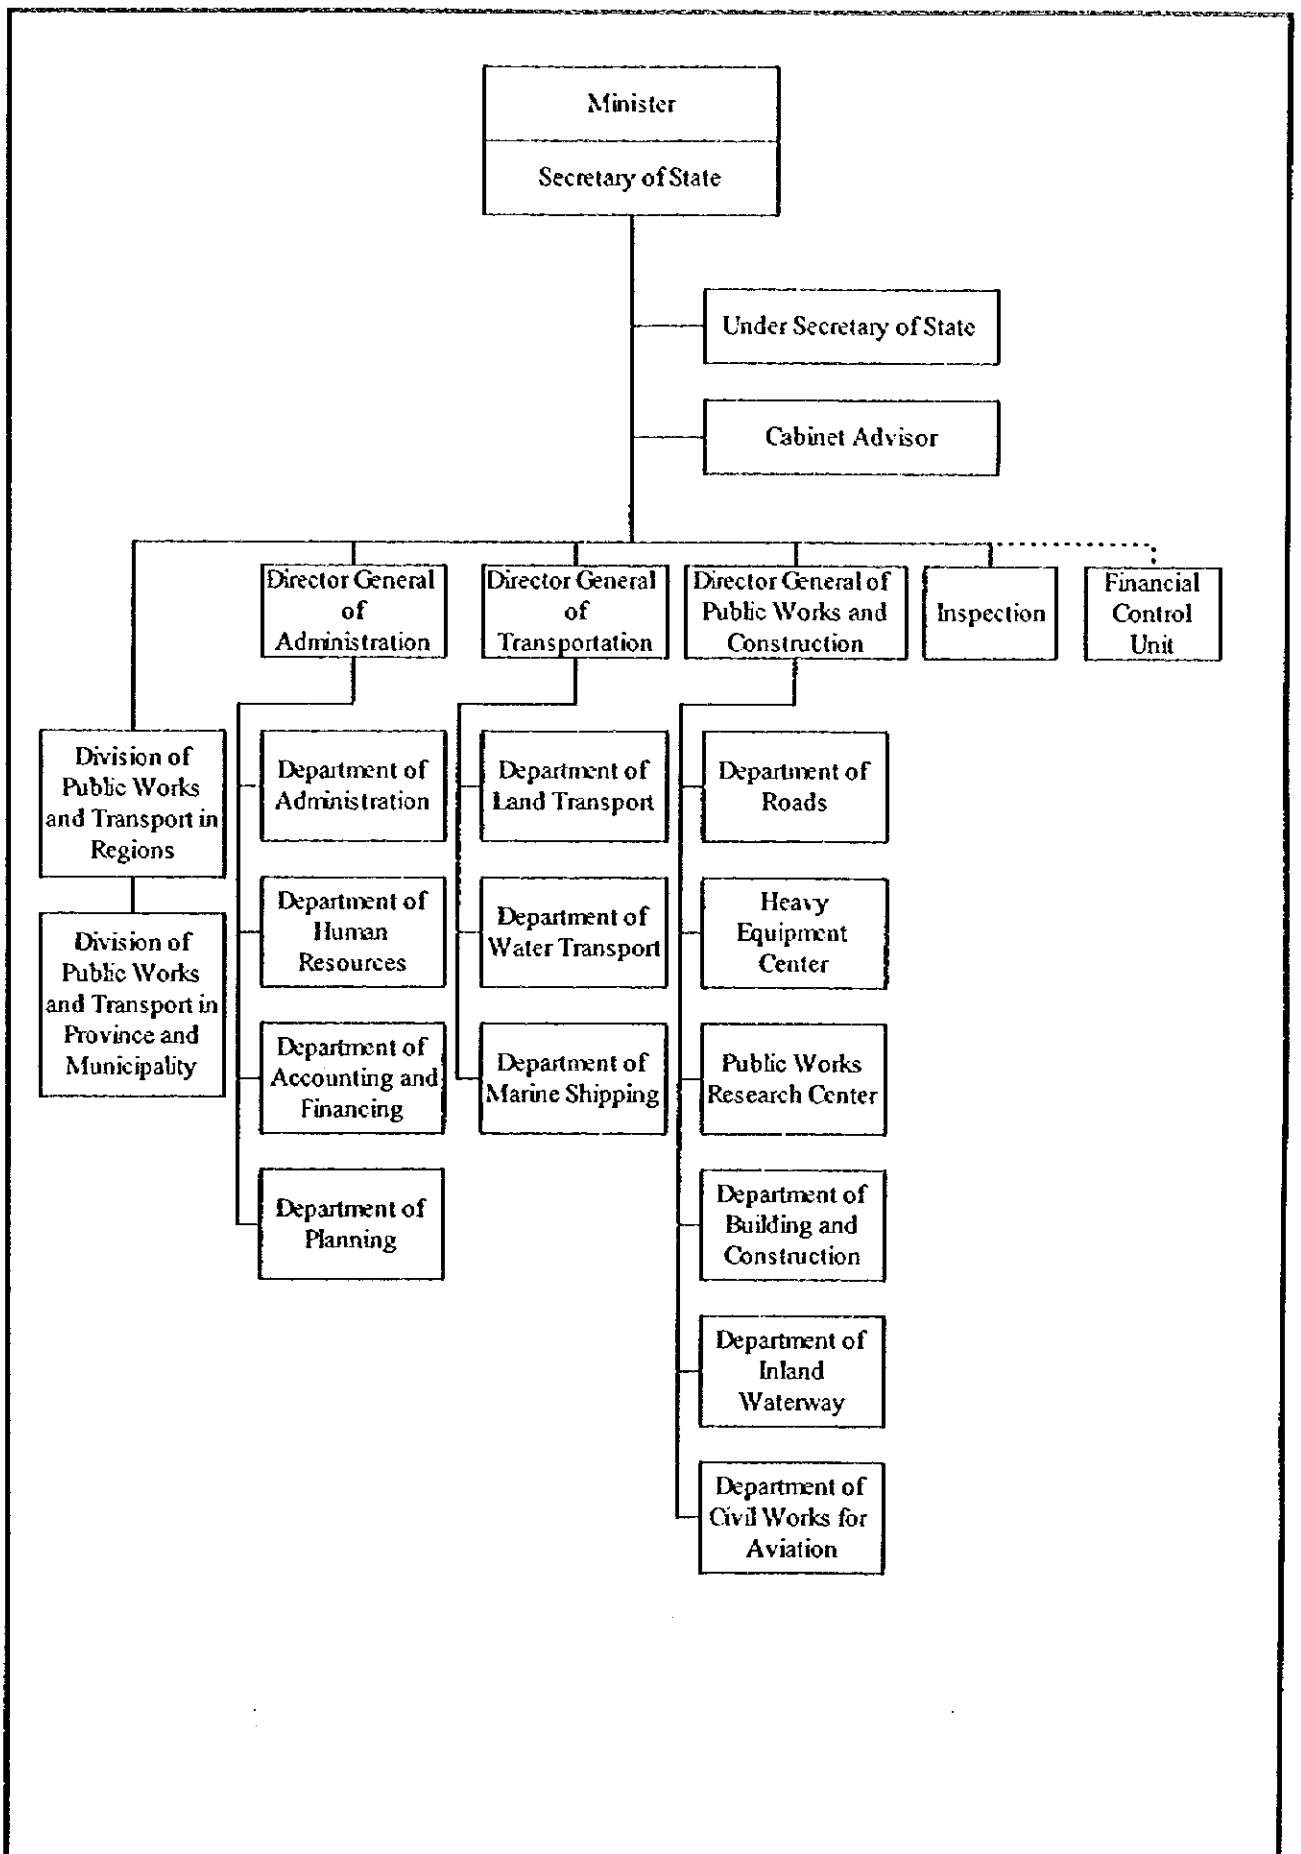 Minister
Secretary of State
Under Secretary of State
Cabinet Advisor
Director General
of
Administration
Director General
of
Transportation
Director General of
Public Works and
Construction
Inspection
Financial
Control
Unit
Division of
Public Works
and Transport in
Regions
Division of
Public Works
and Transport in
Province and
Municipality
Department of
Administration
Department of
Human
Resources
Department of
Accounting and
Financing
Department of
Planning
Department of
Land Transport
Department of
Water Transport
Department of
Marine Shipping
Department of
Roads
Heavy
Equipment
Center
Public Works
Research Center
Department of
Building and
Construction
Department of
Inland
Waterway
Department of
Civil Works for
Aviation